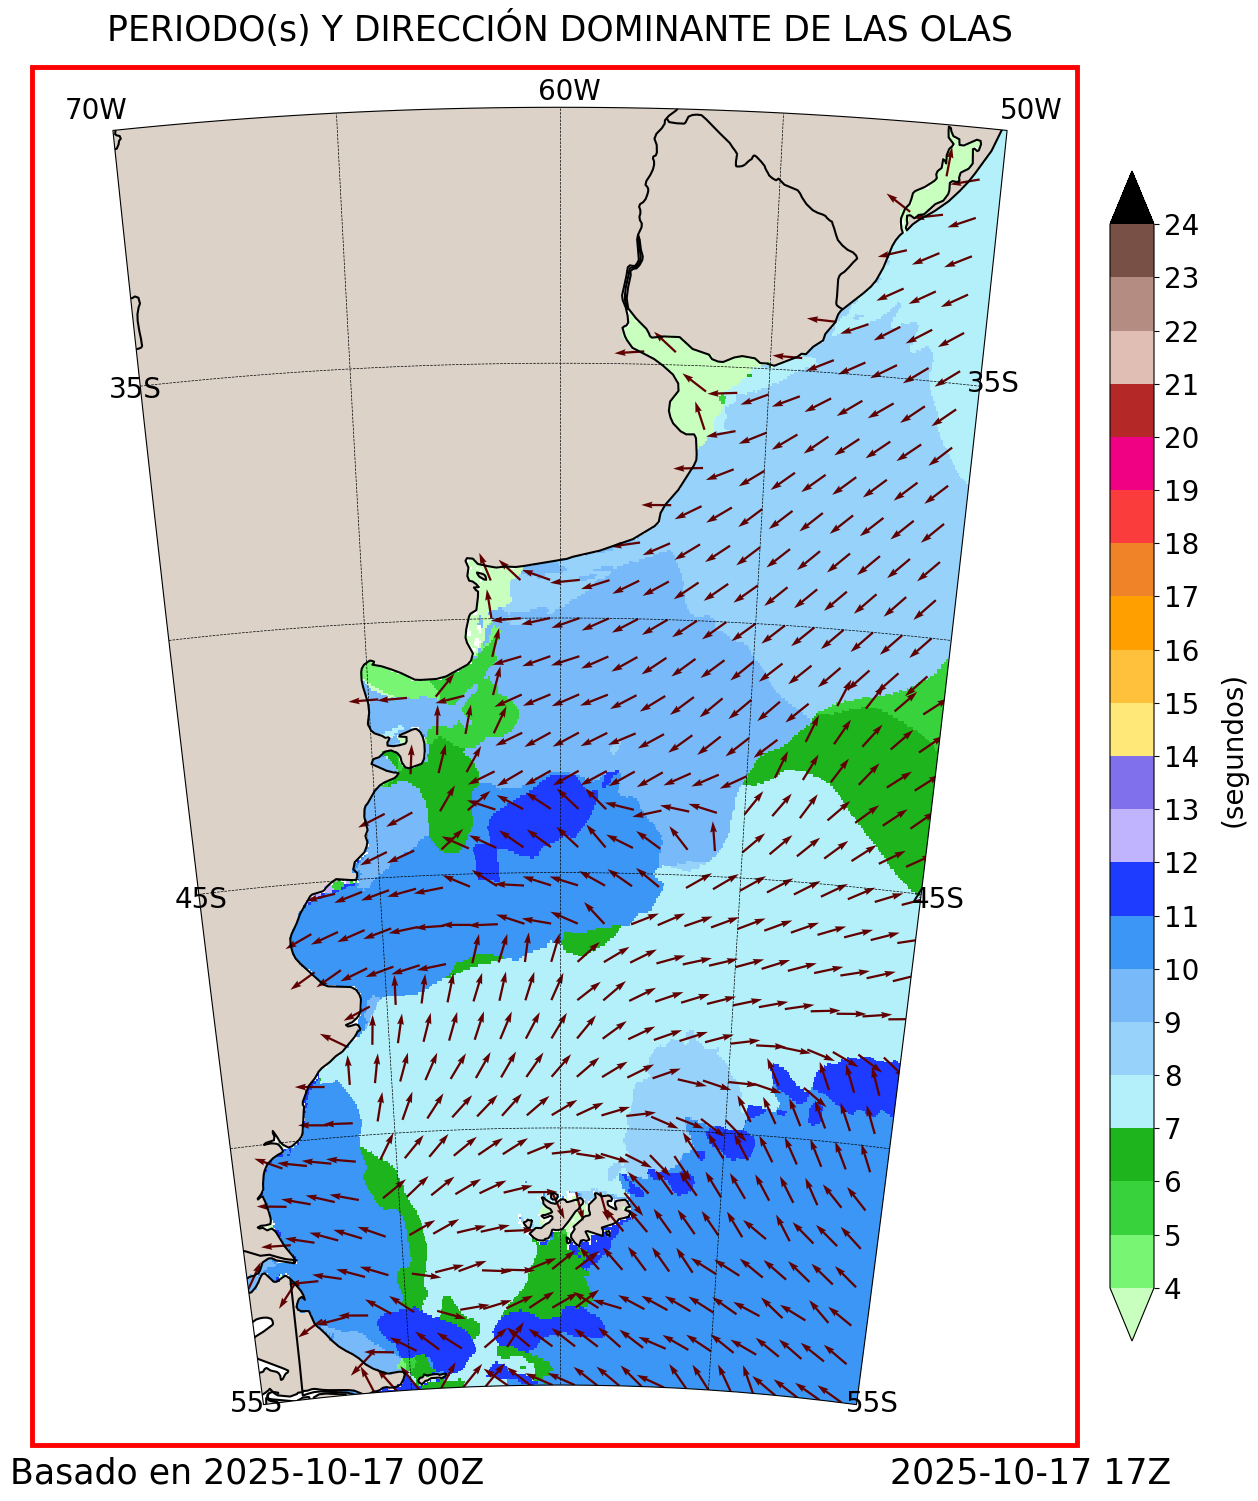 PERIODO(s) Y DIRECCIÓN DOMINANTE DE LAS OLAS
70W
60W
50W
35S
35S
45S
45S
55S
55S
24
23
22
21
20
19
18
17
16
15
14
13
12
11
10
9
8
7
6
5
4
(segundos)
Basado en 2025-10-17 00Z
2025-10-17 17Z